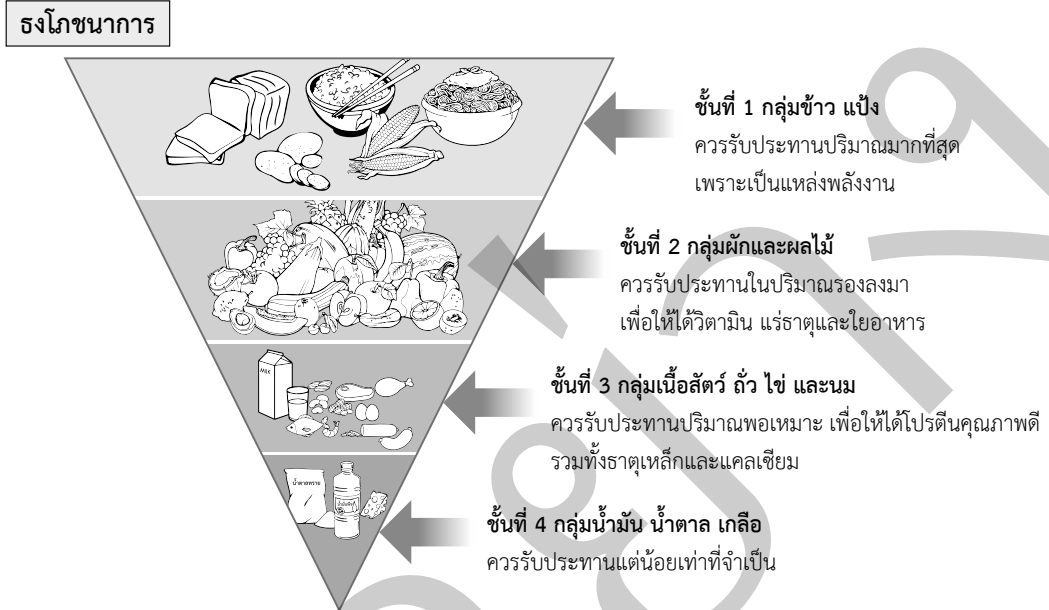 ธงโภชนาการ
ชั้นที่ 1 กลุ่มข้าว แป้ง
ควรรับประทานปริมาณมากที่สุด
เพราะเป็นแหล่งพลังงาน
ชั้นที่ 2 กลุ่มผักและผลไม้
ควรรับประทานในปริมาณรองลงมา
เพื่อให้ได้วิตามิน แร่ธาตุและใยอาหาร
MILK
ชั้นที่ 3 กลุ่มเนื้อสัตว์ ถั่ว ไข่ และนม
ควรรับประทานปริมาณพอเหมาะ เพื่อให้ได้โปรตีนคุณภาพดี
รวมทั้งธาตุเหล็กและแคลเซียม
น้ำตาลทราย
ชั้นที่ 4 กลุ่มน้ำมัน น้ำตาล เกลือ
ควรรับประทานแต่น้อยเท่าที่จำเป็น